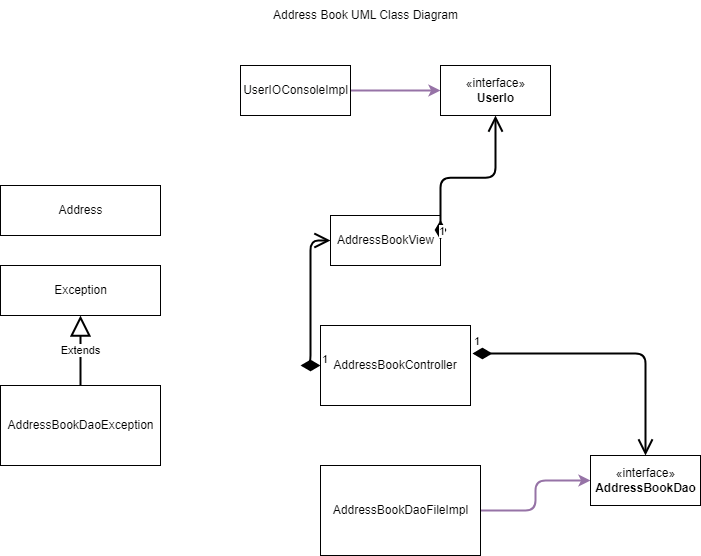 Address Book UML Class Diagram
UserIOConsoleImpl
«interface»
UserIo
Address
AddressBookView
1
Exception
Extends
1
AddressBookController
1
AddressBookDaoException
«interface»
AddressBookDao
AddressBookDaoFileImpl